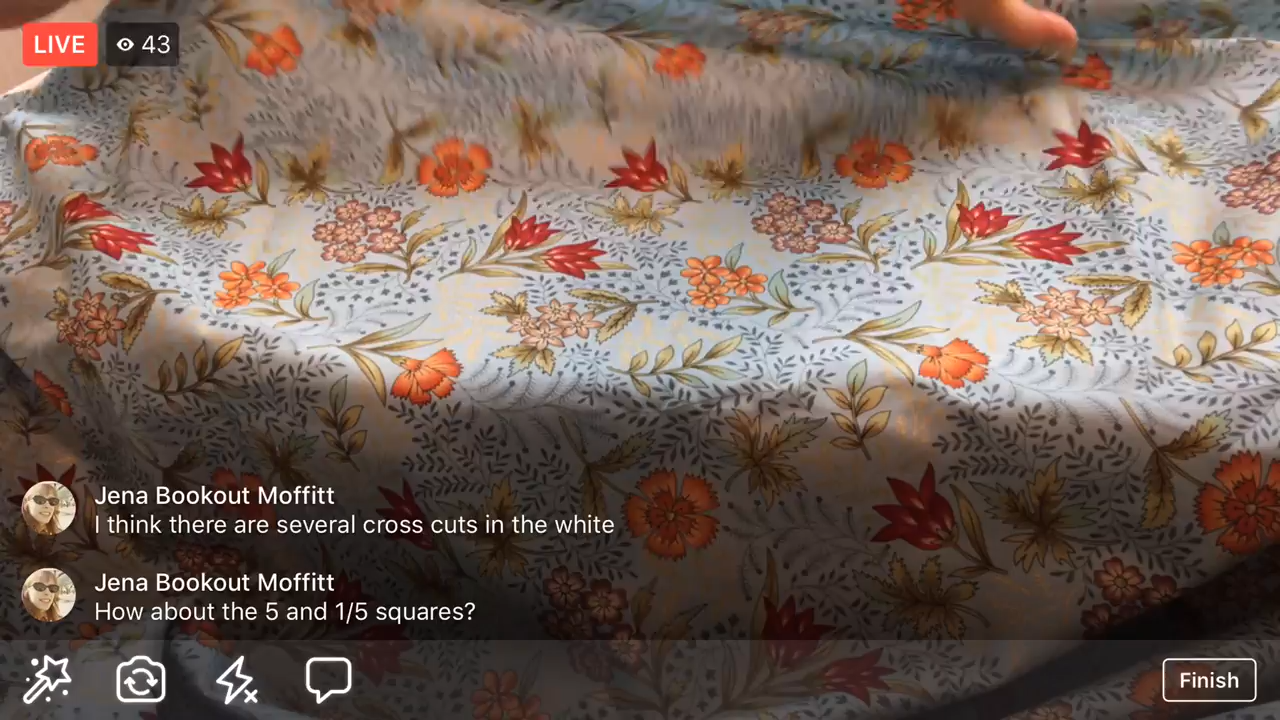 LIVE
43
Jena Bookout Moffitt
I think there are several cross cuts in the white
Jena Bookout Moffitt
How about the 5 and 1/5 squares?
Finish